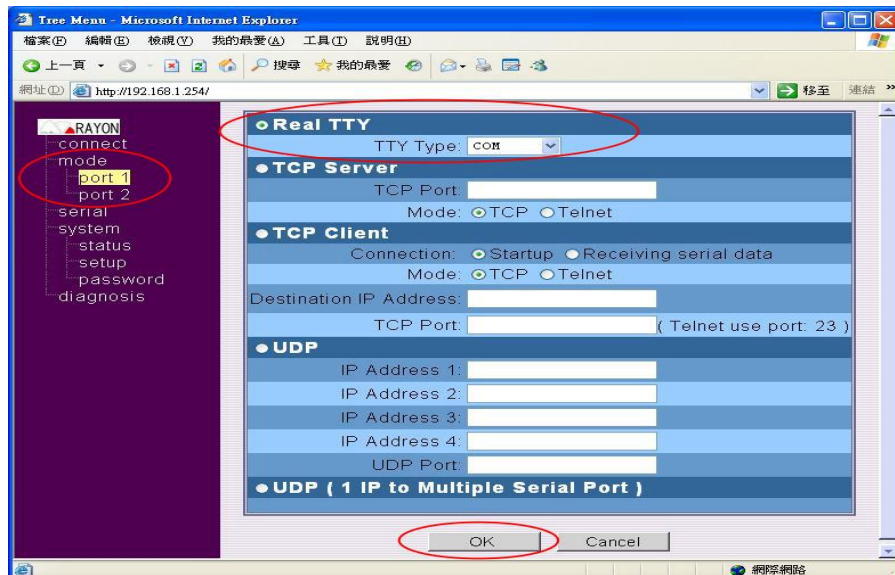 Tree Menu - Microsoft Internet Explorer
檔案(F) 編輯(E) 檢視(V) 我的最愛(A) 工具(T) 說明(H)
上一頁 搜尋 我的最愛
網址(D) http://192.168.1.254/ 移至 連結 »
RAYON
connect
mode
port 1
port 2
serial
system
status
setup
password
diagnosis
Real TTY
TTY Type: COM
TCP Server
TCP Port:
Mode: TCP Telnet
TCP Client
Connection: Startup Receiving serial data
Mode: TCP Telnet
Destination IP Address:
TCP Port: ( Telnet use port: 23 )
UDP
IP Address 1:
IP Address 2:
IP Address 3:
IP Address 4:
UDP Port:
UDP ( 1 IP to Multiple Serial Port )
OK Cancel
網際網路